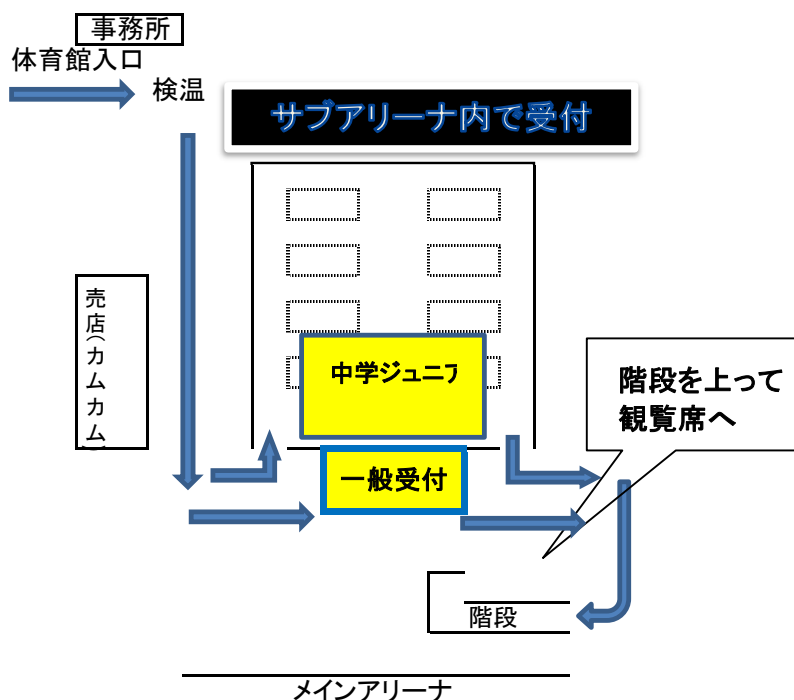 事務所
体育館入口
検温
サブアリーナ内で受付
売店(カムカム)
中学ジュニア
階段を上って
観覧席へ
一般受付
階段
メインアリーナ